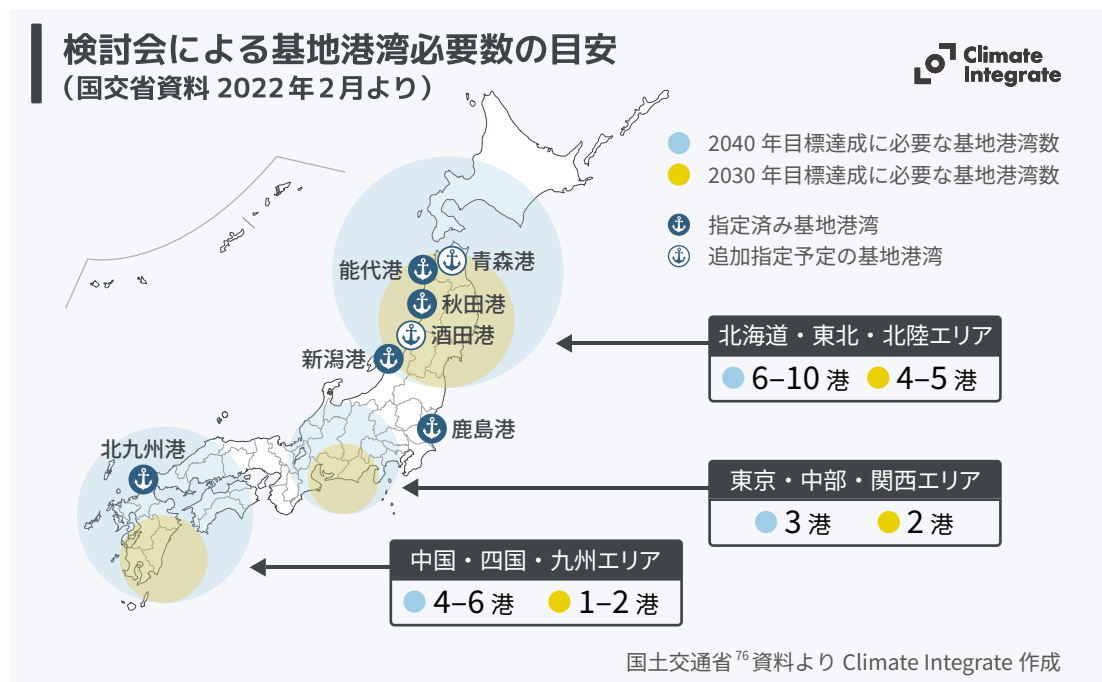 検討会による基地港湾必要数の目安
（国交省資料 2022年2月より）
Climate
Integrate
2040 年目標達成に必要な基地港湾数
2030 年目標達成に必要な基地港湾数
指定済み基地港湾
追加指定予定の基地港湾
青森港
能代港
秋田港
酒田港
新潟港
鹿島港
北九州港
北海道・東北・北陸エリア
6–10 港 4–5 港
東京・中部・関西エリア
3 港 2 港
中国・四国・九州エリア
4–6 港 1–2 港
国土交通省76資料より Climate Integrate 作成